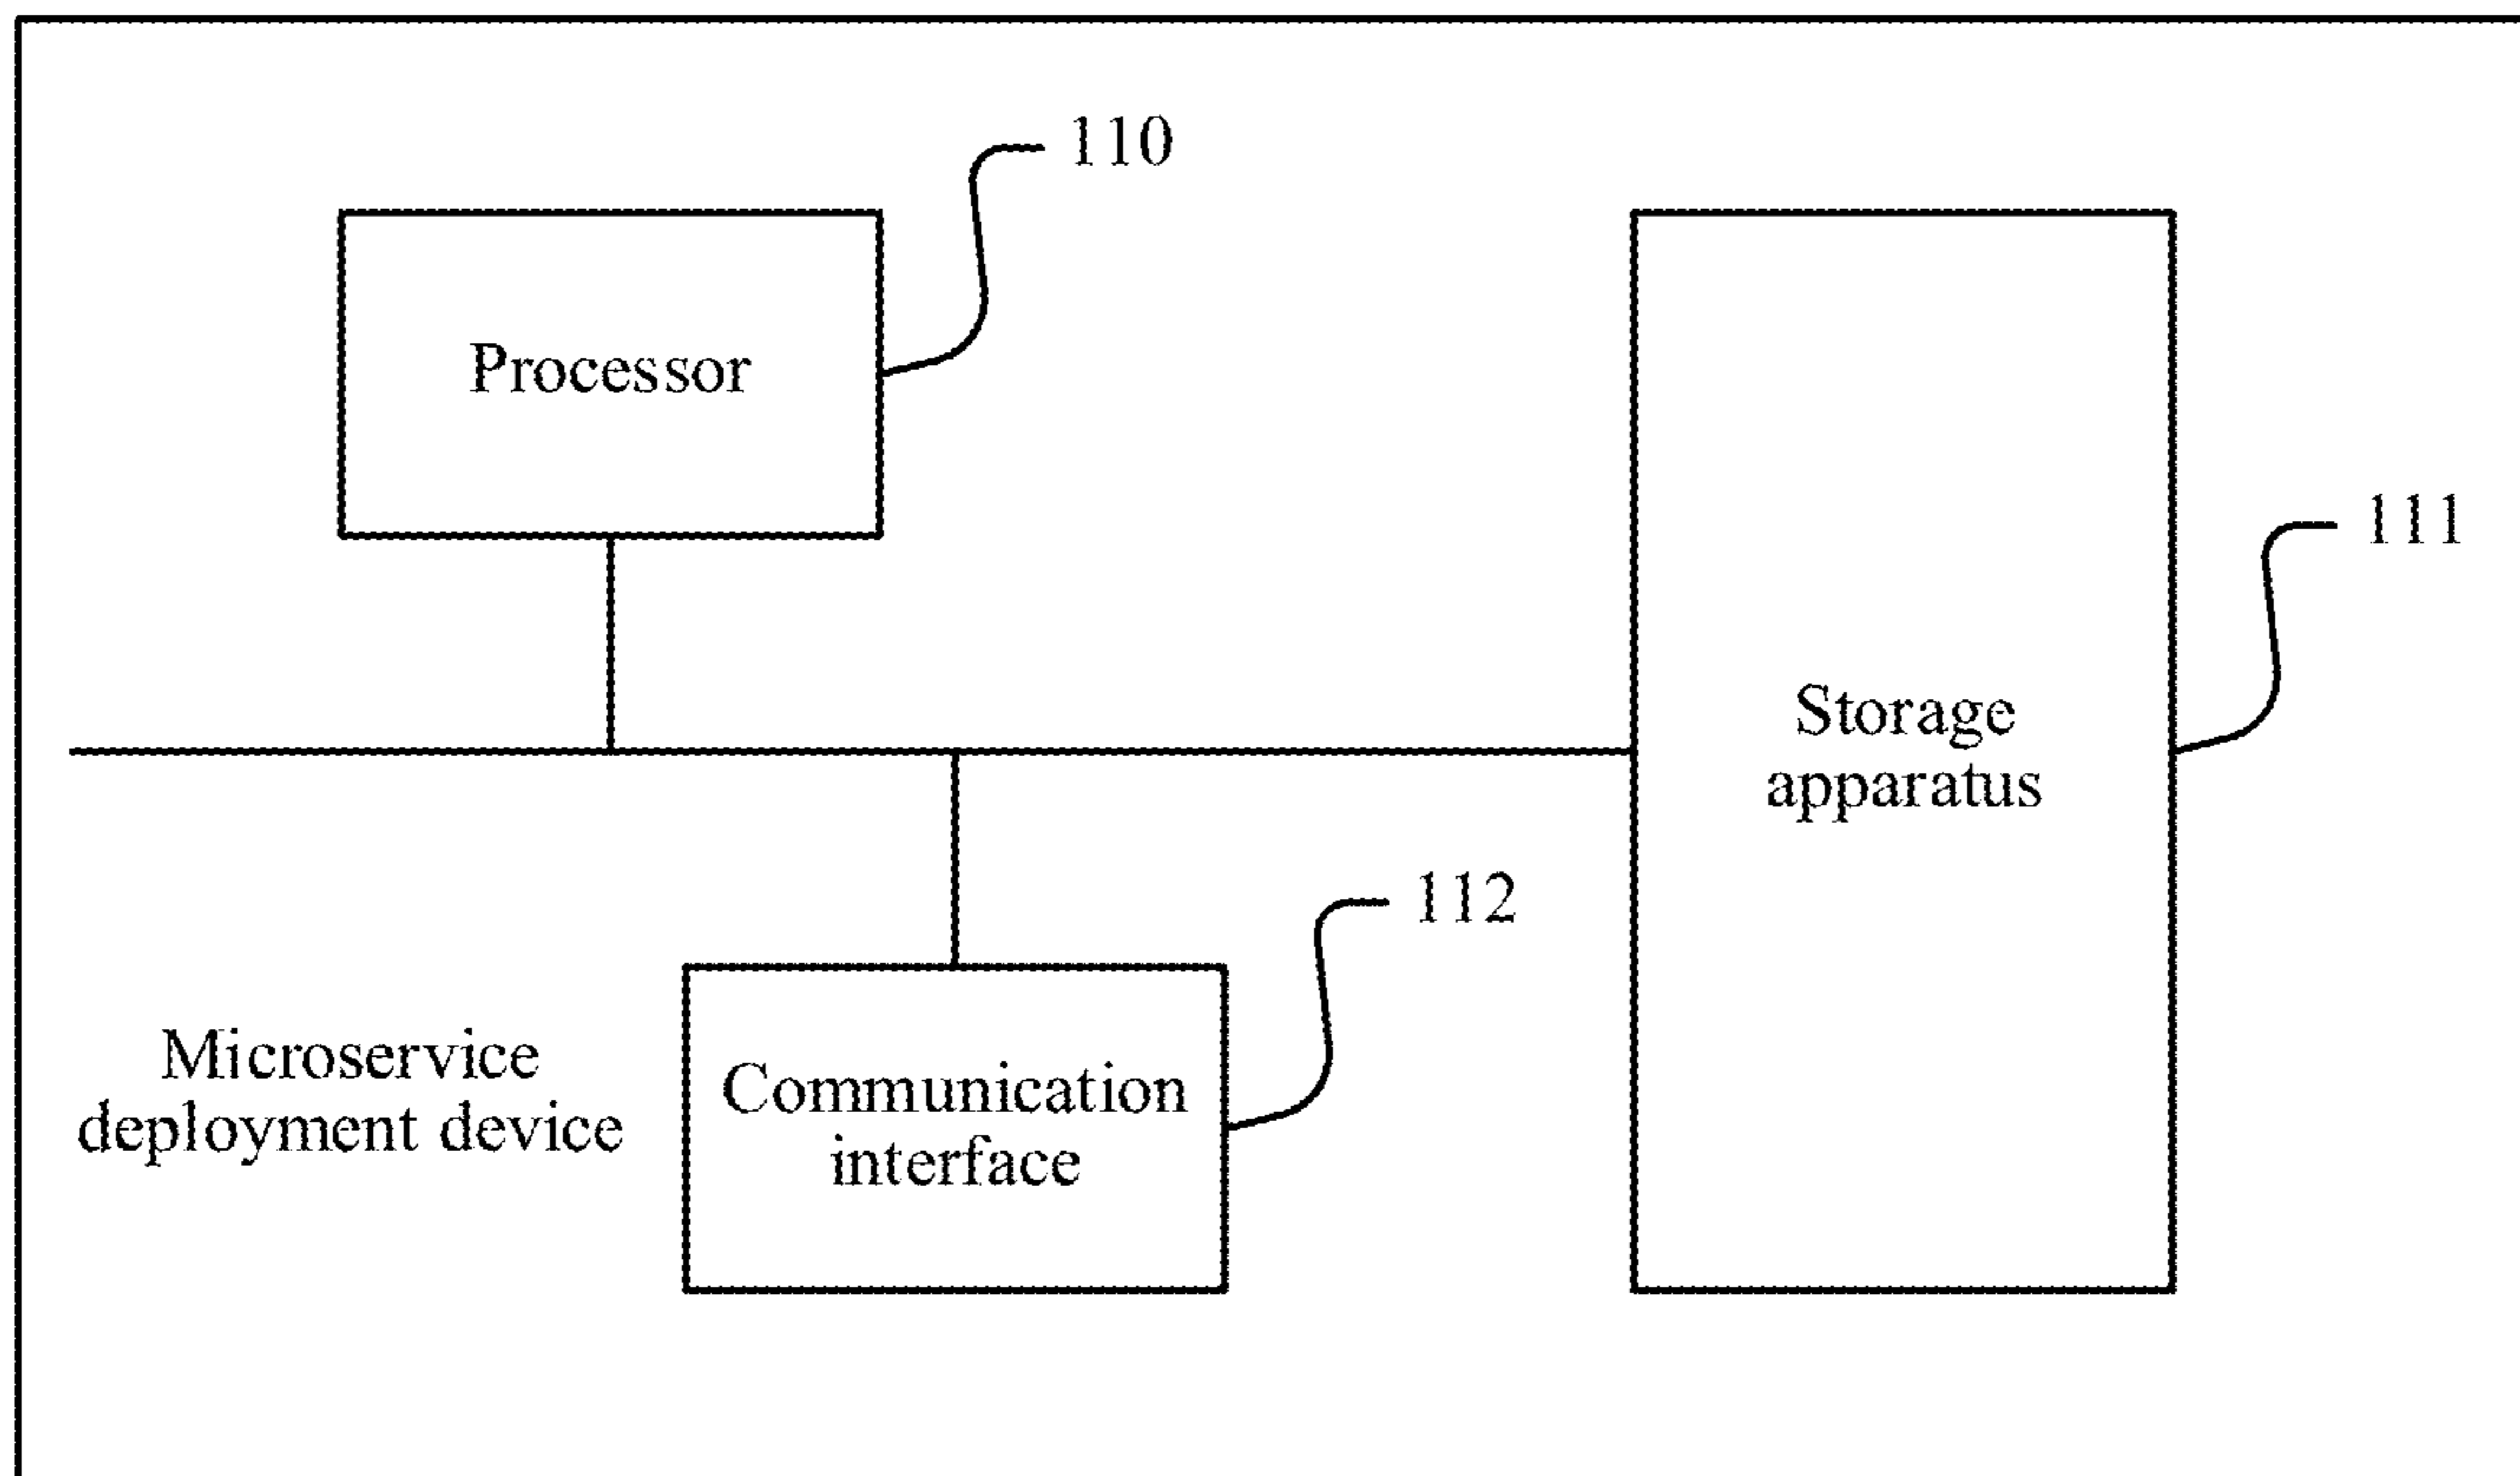 110
Processor
111
Storage
apparatus
112
Microservice
deployment device
Communication
interface